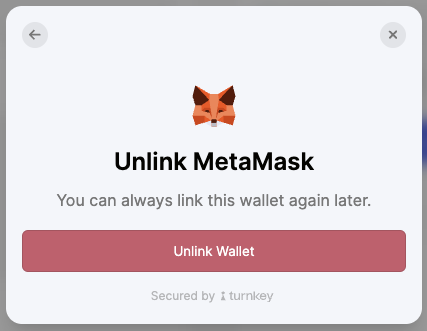 Unlink MetaMask
You can always link this wallet again later.
Unlink Wallet
Secured by turnkey